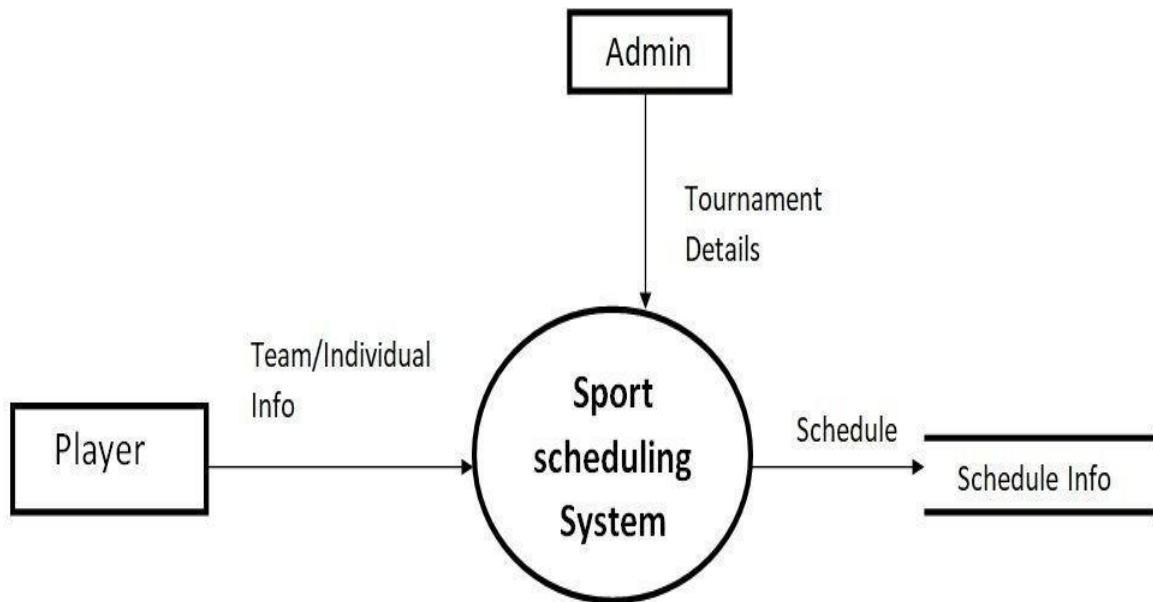 Admin
Tournament
Details
Team/Individual
Info
Player
Sport
scheduling
System
Schedule
Schedule Info